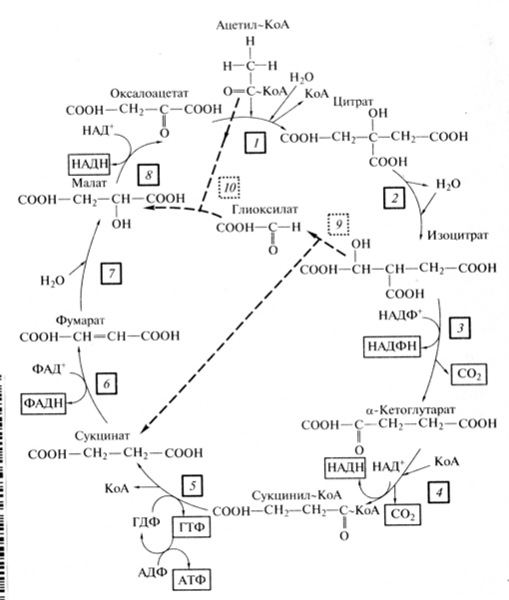 Ацетил~КоА
H
H—C—H
O=C~КоА
H₂O
КоА
Оксалоацетат
COOH—CH₂—C—COOH
O
НАД⁺
НАДН
8
1
Цитрат
OH
COOH—CH₂—C—CH₂—COOH
COOH
2
H₂O
Малат
COOH—CH₂—CH—COOH
OH
10
Глиоксилат
COOH—C—H
O
9
Изоцитрат
OH
COOH—CH—CH—CH₂—COOH
COOH
H₂O
7
НАДФ⁺
НАДФН
3
CO₂
Фумарат
COOH—CH=CH—COOH
ФАД⁺
ФАДН
6
α-Кетоглутарат
COOH—C—CH₂—CH₂—COOH
O
Сукцинат
COOH—CH₂—CH₂—COOH
НАДН
НАД⁺
КоА
4
CO₂
КоА
5
Сукцинил~КоА
COOH—CH₂—CH₂—C~КоА
O
ГДФ
ГТФ
АДФ
АТФ